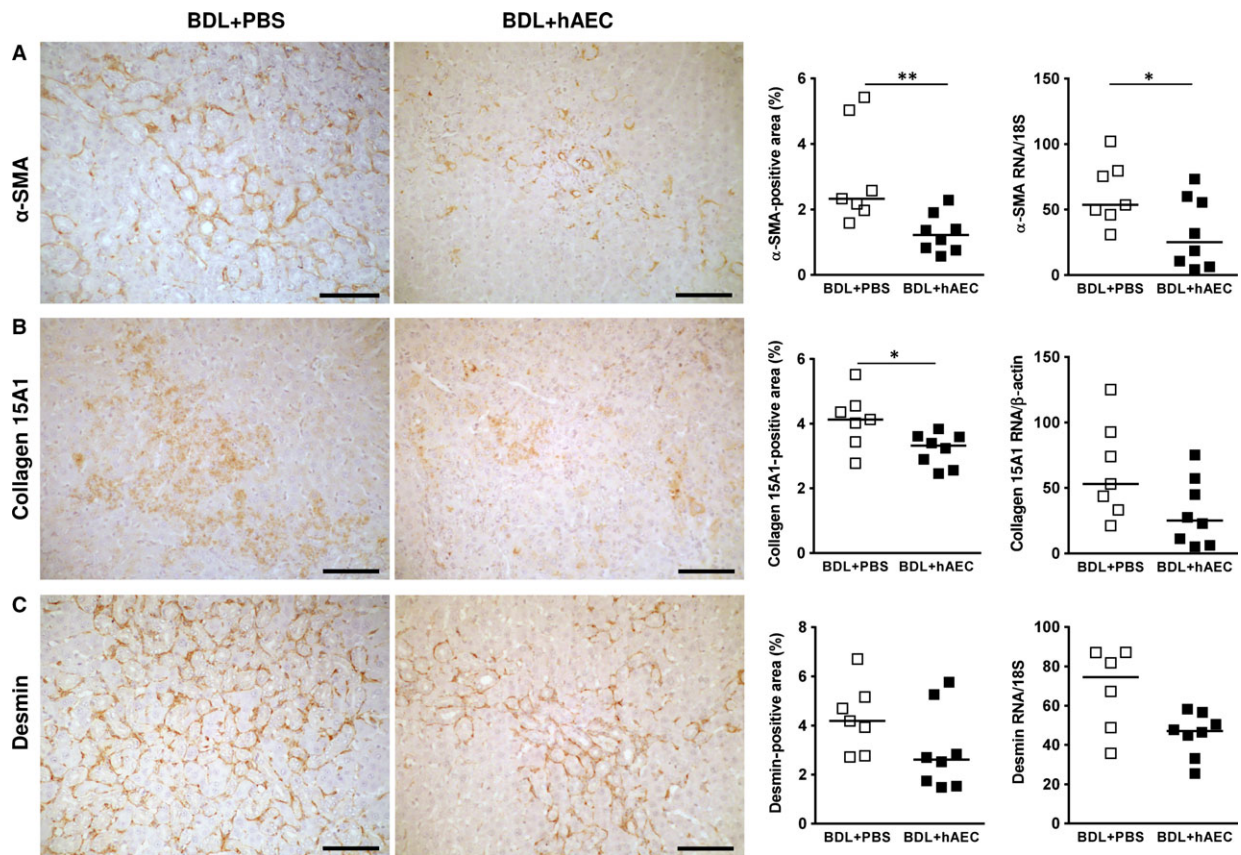 BDL+PBS BDL+hAEC
A
α-SMA
α-SMA-positive area (%)
6
4
2
0
**
BDL+PBS BDL+hAEC
α-SMA RNA/18S
150
100
50
0
*
BDL+PBS BDL+hAEC
B
Collagen 15A1
Collagen 15A1-positive area (%)
6
4
2
0
*
BDL+PBS BDL+hAEC
Collagen 15A1 RNA/β-actin
150
100
50
0
BDL+PBS BDL+hAEC
C
Desmin
Desmin-positive area (%)
8
6
4
2
0
BDL+PBS BDL+hAEC
Desmin RNA/18S
100
80
60
40
20
0
BDL+PBS BDL+hAEC